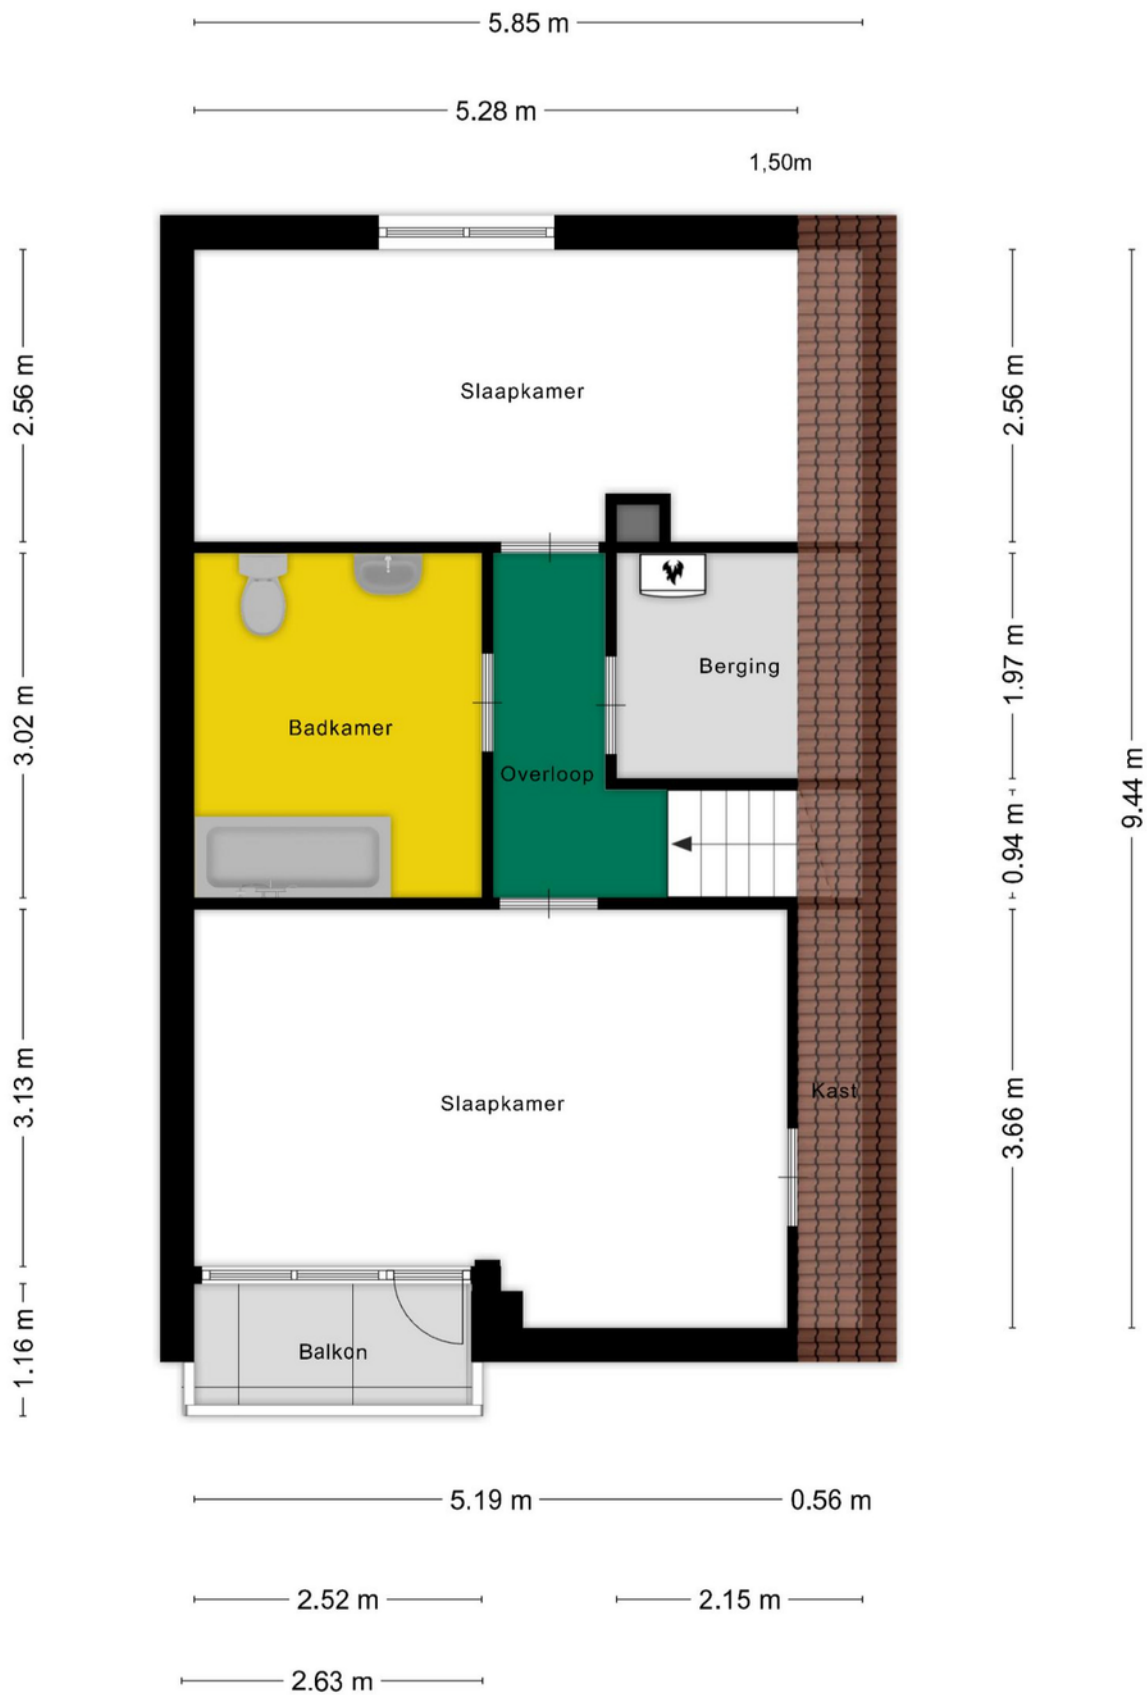 5.85 m
5.28 m
1,50m
2.56 m
2.56 m
Slaapkamer
3.02 m
Badkamer
Overloop
Berging
1.97 m
0.94 m
9.44 m
3.13 m
Slaapkamer
Kast
3.66 m
1.16 m
Balkon
5.19 m
0.56 m
2.52 m
2.15 m
2.63 m